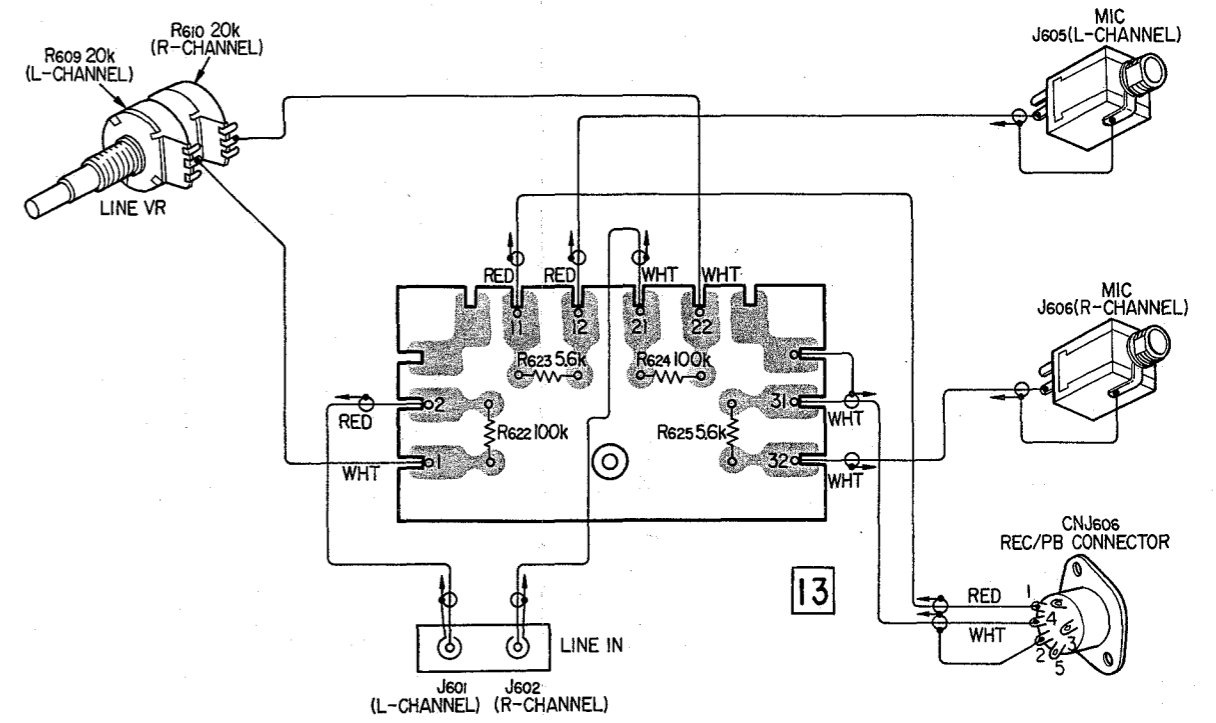 R610 20k
(R-CHANNEL)
R609 20k
(L-CHANNEL)
LINE VR
MIC
J605(L-CHANNEL)
RED
RED
WHT
WHT
11
12
21
22
R623 5.6k
R624 100k
MIC
J606(R-CHANNEL)
2
RED
R622 100k
1
WHT
31
WHT
R625 5.6k
32
WHT
CNJ606
REC/PB CONNECTOR
13
RED
WHT
1
4
3
2
5
LINE IN
J601
(L-CHANNEL)
J602
(R-CHANNEL)